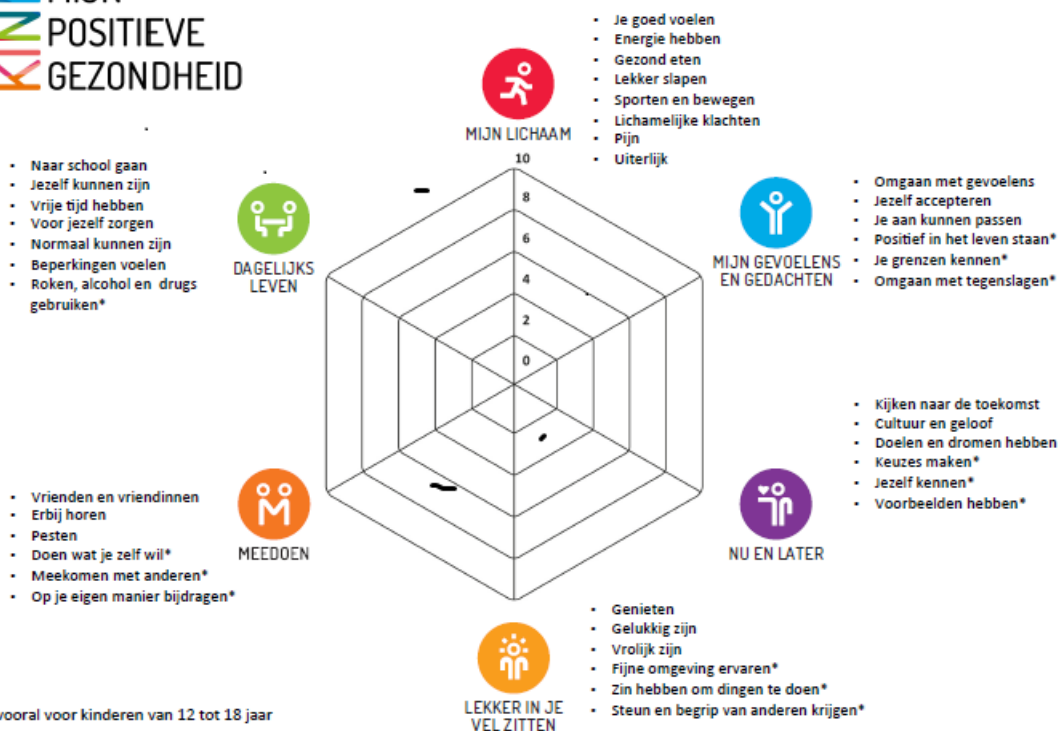 MIJN
POSITIEVE
GEZONDHEID
KIND
• Je goed voelen
• Energie hebben
• Gezond eten
• Lekker slapen
• Sporten en bewegen
• Lichamelijke klachten
• Pijn
• Uiterlijk
MIJN LICHAAM
• Naar school gaan
• Jezelf kunnen zijn
• Vrije tijd hebben
• Voor jezelf zorgen
• Normaal kunnen zijn
• Beperkingen voelen
• Roken, alcohol en drugs
gebruiken*
DAGELIJKS
LEVEN
10
8
6
4
2
0
MIJN GEVOELENS
EN GEDACHTEN
• Omgaan met gevoelens
• Jezelf accepteren
• Je aan kunnen passen
• Positief in het leven staan*
• Je grenzen kennen*
• Omgaan met tegenslagen*
• Kijken naar de toekomst
• Cultuur en geloof
• Doelen en dromen hebben
• Keuzes maken*
• Jezelf kennen*
• Voorbeelden hebben*
NU EN LATER
• Vrienden en vriendinnen
• Erbij horen
• Pesten
• Doen wat je zelf wil*
• Meekomen met anderen*
• Op je eigen manier bijdragen*
MEEDOEN
• Genieten
• Gelukkig zijn
• Vrolijk zijn
• Fijne omgeving ervaren*
• Zin hebben om dingen te doen*
• Steun en begrip van anderen krijgen*
LEKKER IN JE
VEL ZITTEN
vooral voor kinderen van 12 tot 18 jaar